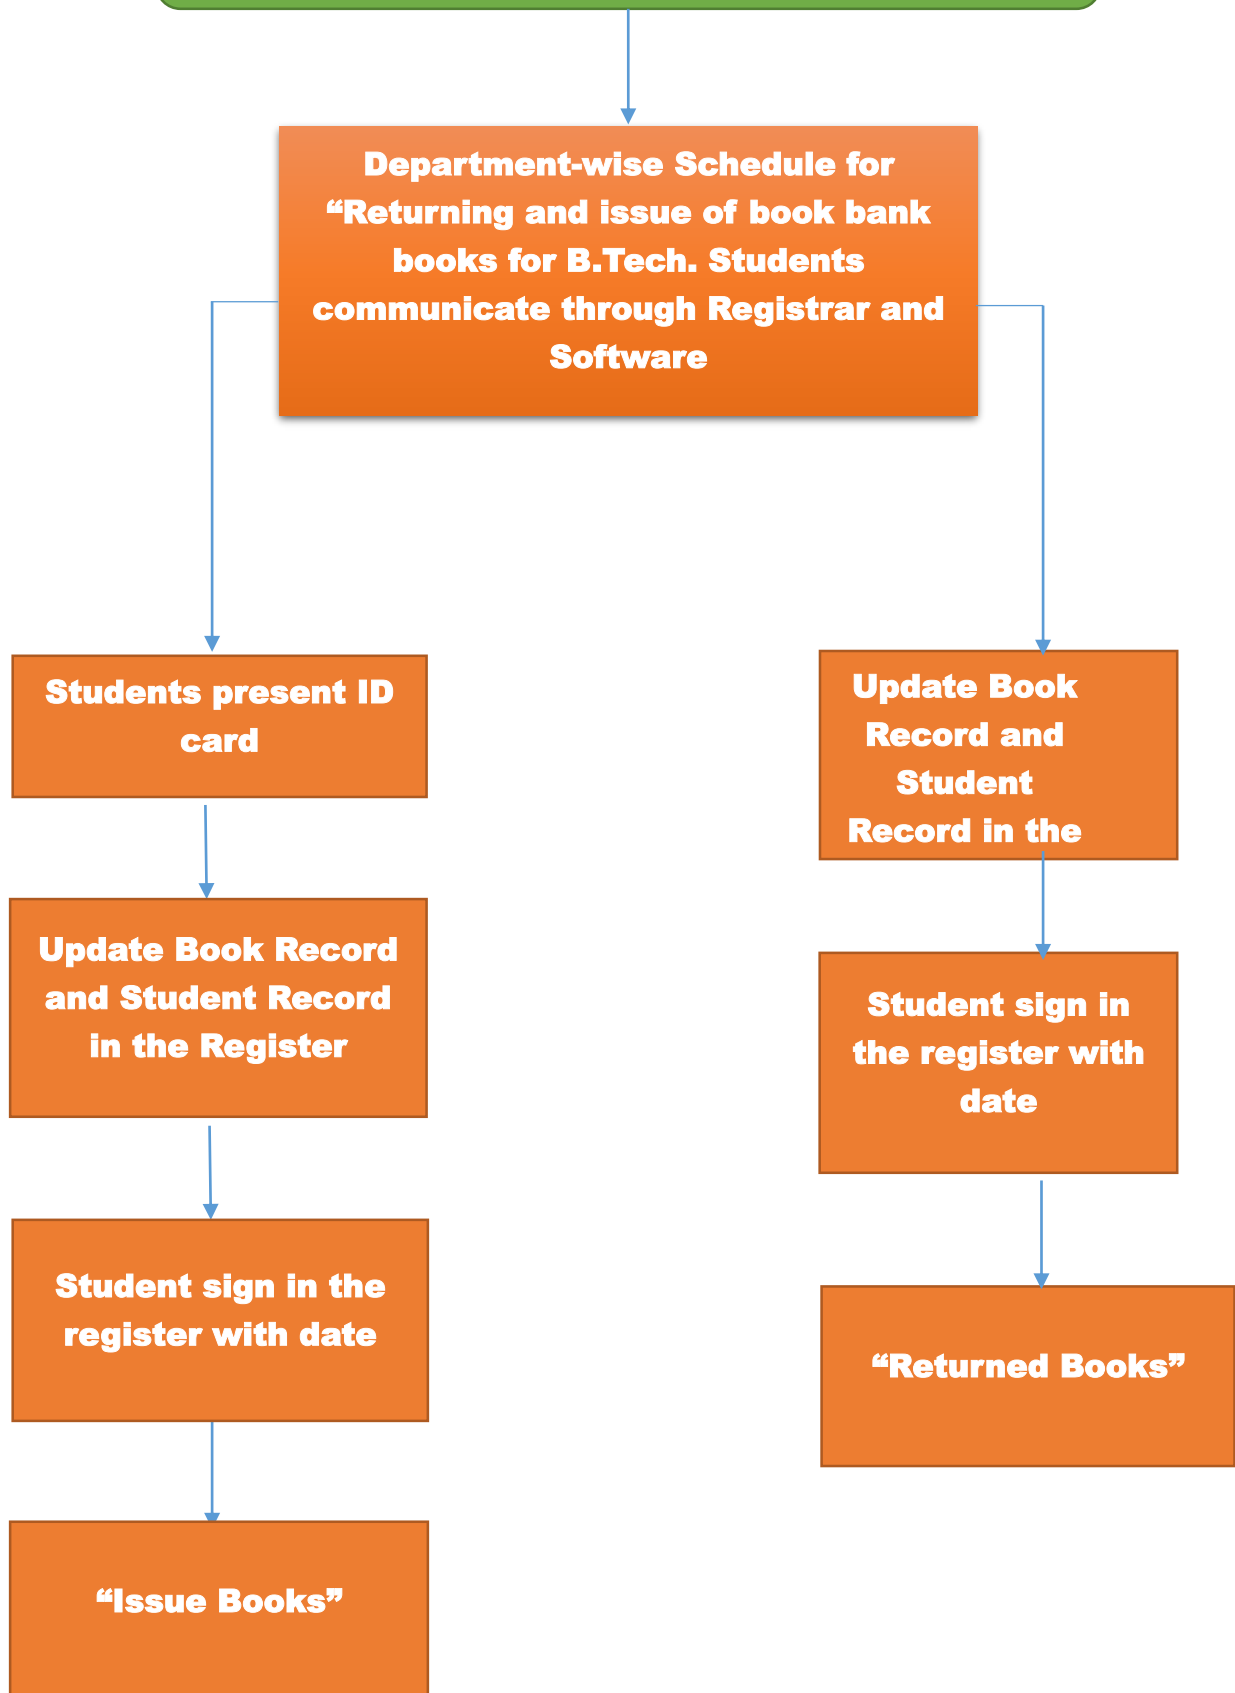 Department-wise Schedule for
“Returning and issue of book bank
books for B.Tech. Students
communicate through Registrar and
Software
Students present ID
card
Update Book Record
and Student Record
in the Register
Student sign in the
register with date
“Issue Books”
Update Book
Record and
Student
Record in the
Student sign in
the register with
date
“Returned Books”